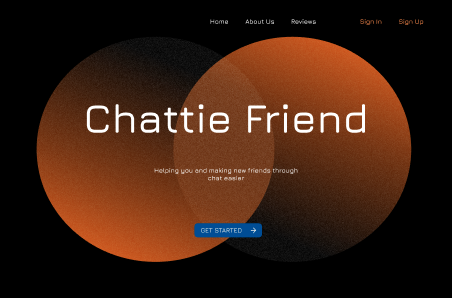 Home About Us Reviews Sign In Sign Up
Chattie Friend
Helping you and making new friends through
chat easier
GET STARTED →